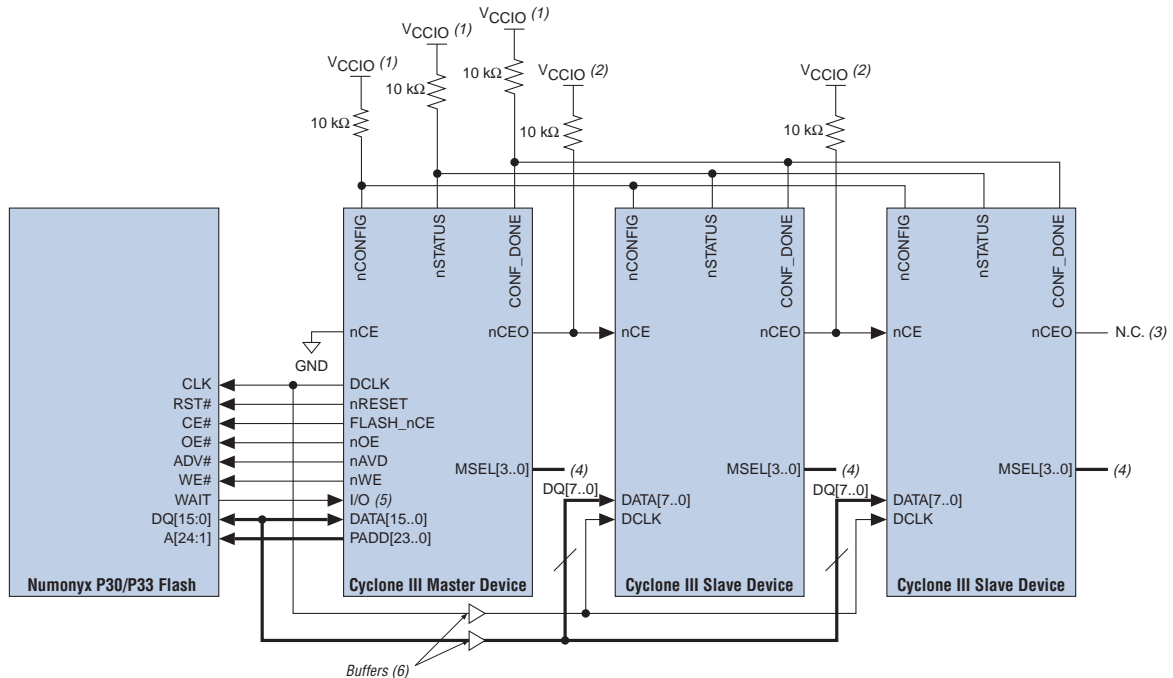 VCCIO (1)
VCCIO (1)
VCCIO (1)
VCCIO (2)
VCCIO (2)
10 kΩ
10 kΩ
10 kΩ
10 kΩ
10 kΩ
nCONFIG
nSTATUS
CONF_DONE
nCONFIG
nSTATUS
CONF_DONE
nCONFIG
nSTATUS
CONF_DONE
nCE
nCEO
nCE
nCEO
nCE
nCEO
N.C. (3)
GND
CLK
DCLK
RST#
nRESET
CE#
FLASH_nCE
OE#
nOE
ADV#
nAVD
WE#
nWE
WAIT
I/O (5)
DQ[15:0]
DATA[15..0]
A[24:1]
PADD[23..0]
MSEL[3..0]
(4)
MSEL[3..0]
(4)
MSEL[3..0]
(4)
DQ[7..0]
DATA[7..0]
DCLK
DQ[7..0]
DATA[7..0]
DCLK
Numonyx P30/P33 Flash
Cyclone III Master Device
Cyclone III Slave Device
Cyclone III Slave Device
Buffers (6)